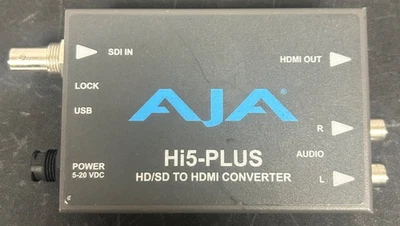 SDI IN
HDMI OUT
LOCK
USB
AJA®
R
AUDIO
L
Hi5-PLUS
HD/SD TO HDMI CONVERTER
POWER
5-20 VDC